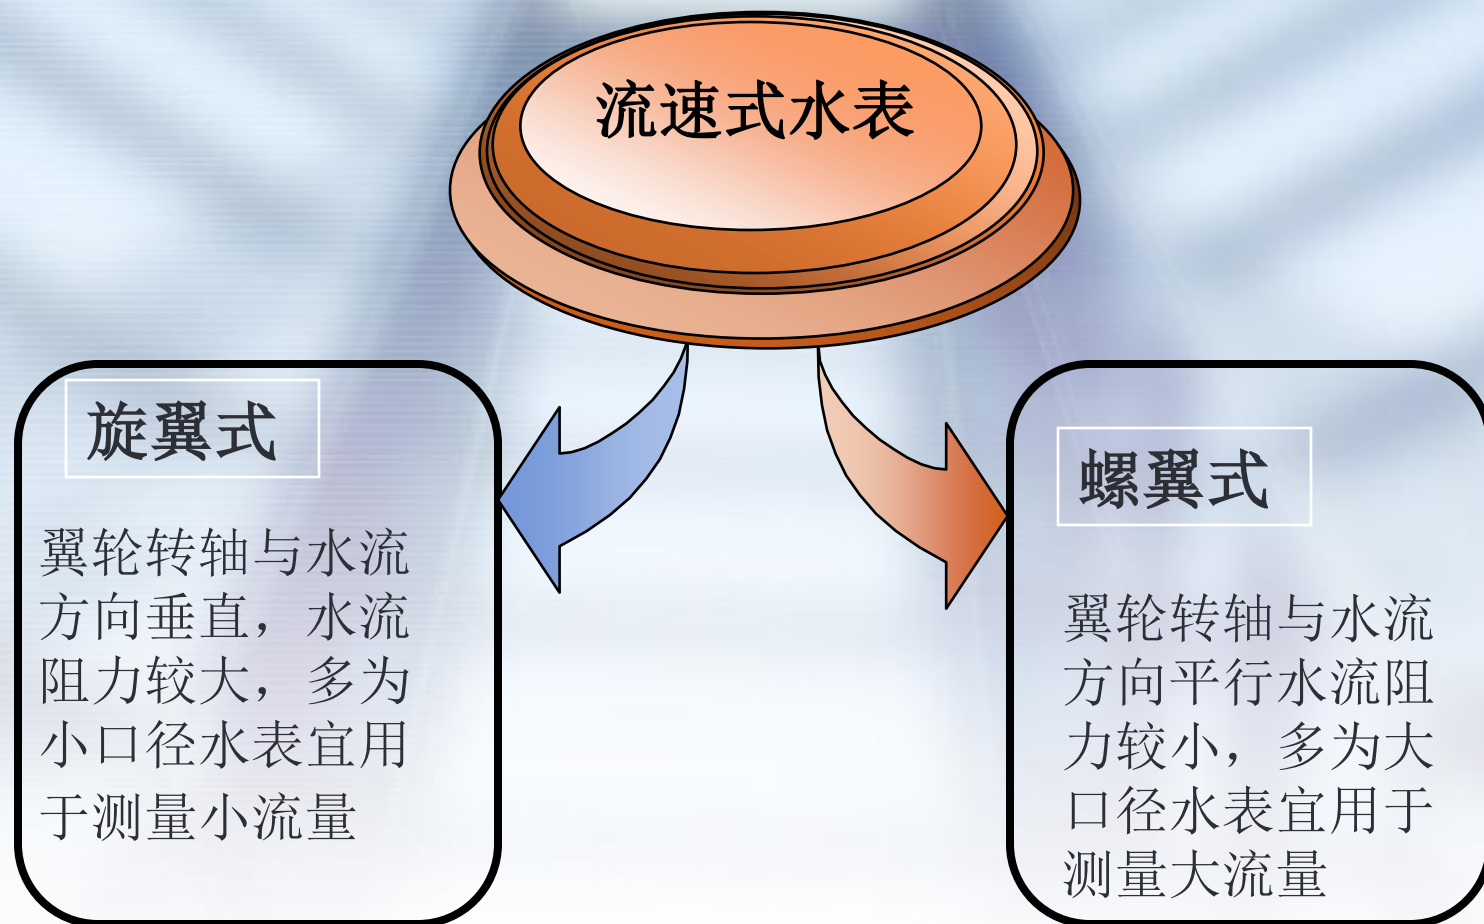 流速式水表
旋翼式
翼轮转轴与水流
方向垂直，水流
阻力较大，多为
小口径水表宜用
于测量小流量
螺翼式
翼轮转轴与水流
方向平行水流阻
力较小，多为大
口径水表宜用于
测量大流量